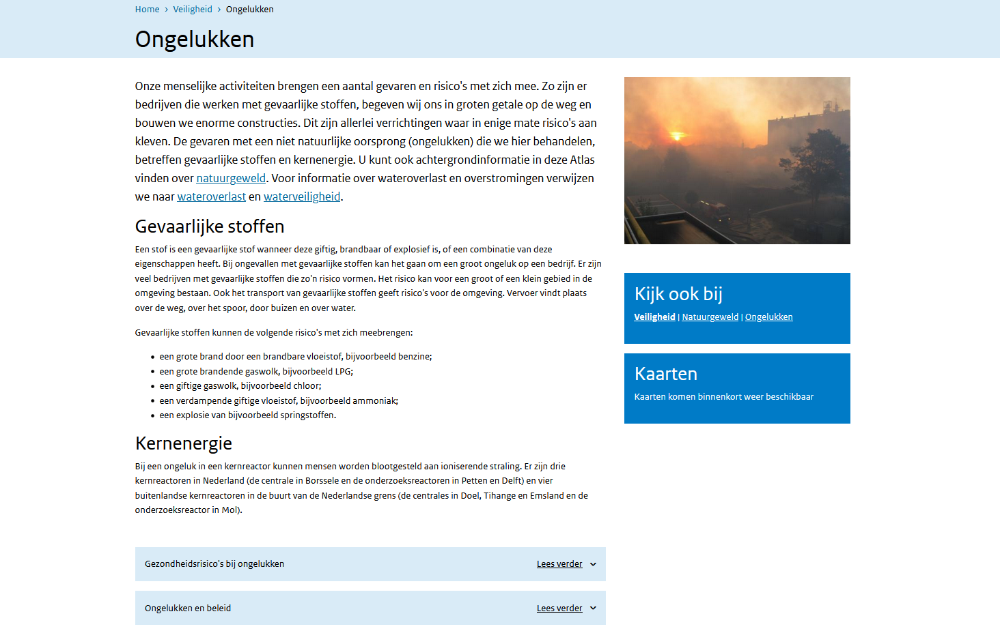 Home › Veiligheid › Ongelukken
Ongelukken
Onze menselijke activiteiten brengen een aantal gevaren en risico's met zich mee. Zo zijn er
bedrijven die werken met gevaarlijke stoffen, begeven wij ons in groten getale op de weg en
bouwen we enorme constructies. Dit zijn allerlei verrichtingen waar in enige mate risico's aan
kleven. De gevaren met een niet natuurlijke oorsprong (ongelukken) die we hier behandelen,
betreffen gevaarlijke stoffen en kernenergie. U kunt ook achtergrondinformatie in deze Atlas
vinden over natuurgeweld. Voor informatie over wateroverlast en overstromingen verwijzen
we naar wateroverlast en waterveiligheid.
Gevaarlijke stoffen
Een stof is een gevaarlijke stof wanneer deze giftig, brandbaar of explosief is, of een combinatie van deze
eigenschappen heeft. Bij ongevallen met gevaarlijke stoffen kan het gaan om een groot ongeluk op een bedrijf. Er zijn
veel bedrijven met gevaarlijke stoffen die zo'n risico vormen. Het risico kan voor een groot of een klein gebied in de
omgeving bestaan. Ook het transport van gevaarlijke stoffen geeft risico's voor de omgeving. Vervoer vindt plaats
over de weg, over het spoor, door buizen en over water.
Gevaarlijke stoffen kunnen de volgende risico's met zich meebrengen:
• een grote brand door een brandbare vloeistof, bijvoorbeeld benzine;
• een grote brandende gaswolk, bijvoorbeeld LPG;
• een giftige gaswolk, bijvoorbeeld chloor;
• een verdampende giftige vloeistof, bijvoorbeeld ammoniak;
• een explosie van bijvoorbeeld springstoffen.
Kernenergie
Bij een ongeluk in een kernreactor kunnen mensen worden blootgesteld aan ioniserende straling. Er zijn drie
kernreactoren in Nederland (de centrale in Borssele en de onderzoeksreactoren in Petten en Delft) en vier
buitenlandse kernreactoren in de buurt van de Nederlandse grens (de centrales in Doel, Tihange en Emsland en de
onderzoeksreactor in Mol).
Gezondheidsrisico's bij ongelukken Lees verder
Ongelukken en beleid Lees verder
Kijk ook bij
Veiligheid | Natuurgeweld | Ongelukken
Kaarten
Kaarten komen binnenkort weer beschikbaar